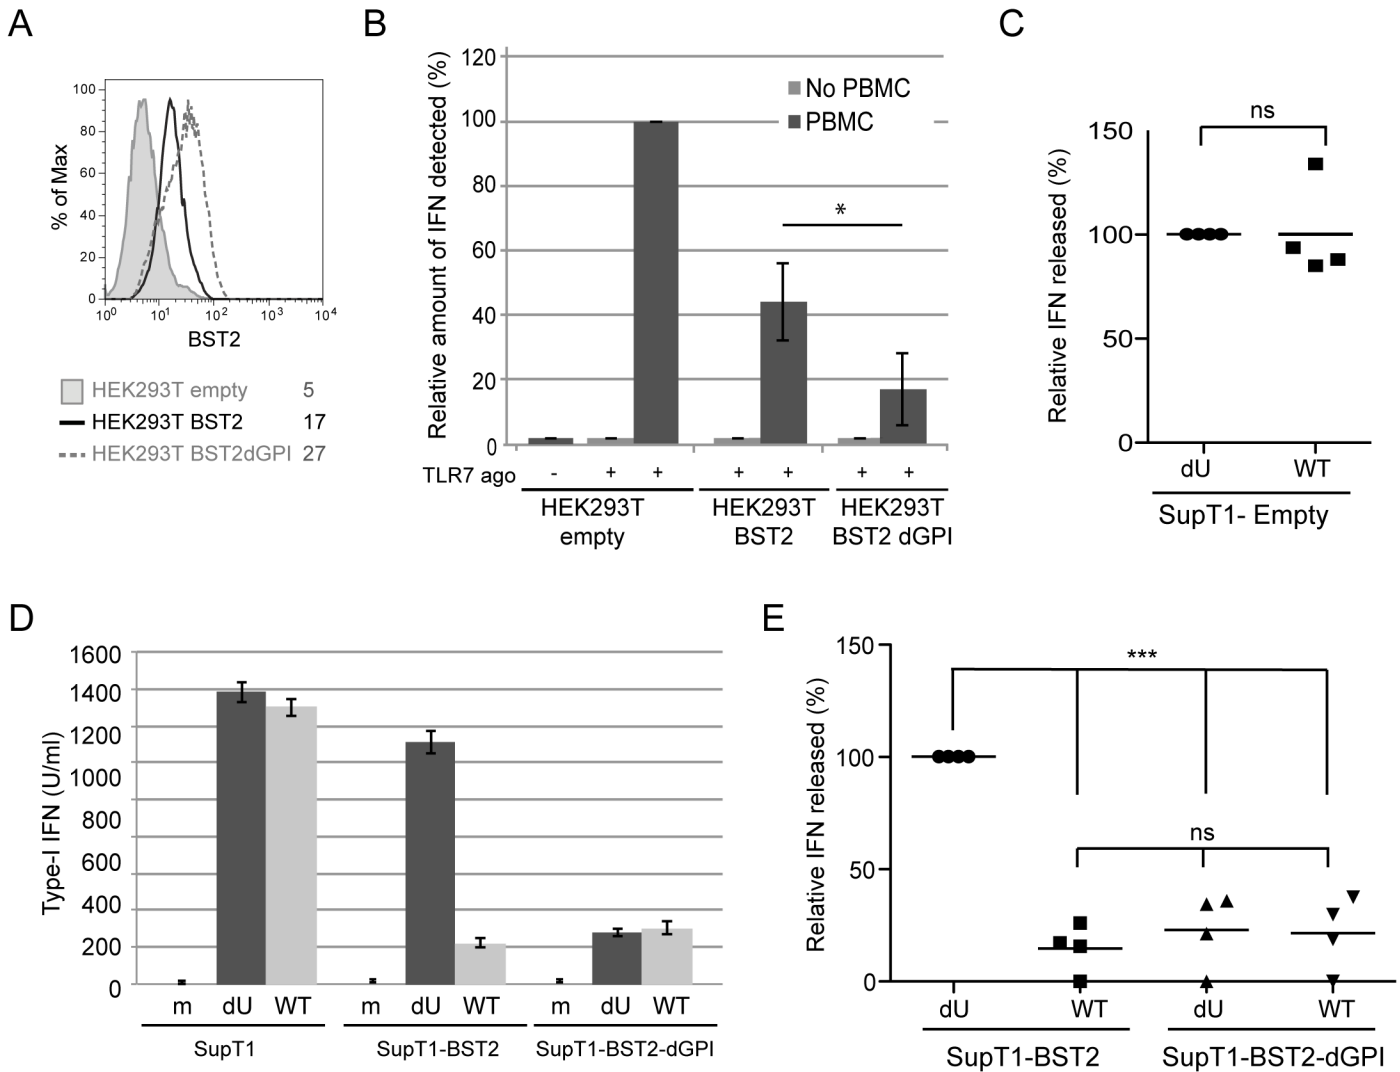 A
100
80
60
40
20
0
% of Max
10^0 10^1 10^2 10^3 10^4
BST2
HEK293T empty 5
HEK293T BST2 17
HEK293T BST2dGPI 27
B
Relative amount of IFN detected (%)
120
100
80
60
40
20
0
No PBMC
PBMC
*
TLR7 ago - + + + + + +
HEK293T empty
HEK293T BST2
HEK293T BST2 dGPI
C
Relative IFN released (%)
150
100
50
0
ns
dU WT
SupT1- Empty
D
Type-I IFN (U/ml)
1600
1400
1200
1000
800
600
400
200
0
m dU WT m dU WT m dU WT
SupT1 SupT1-BST2 SupT1-BST2-dGPI
E
Relative IFN released (%)
150
100
50
0
***
ns
dU WT dU WT
SupT1-BST2 SupT1-BST2-dGPI